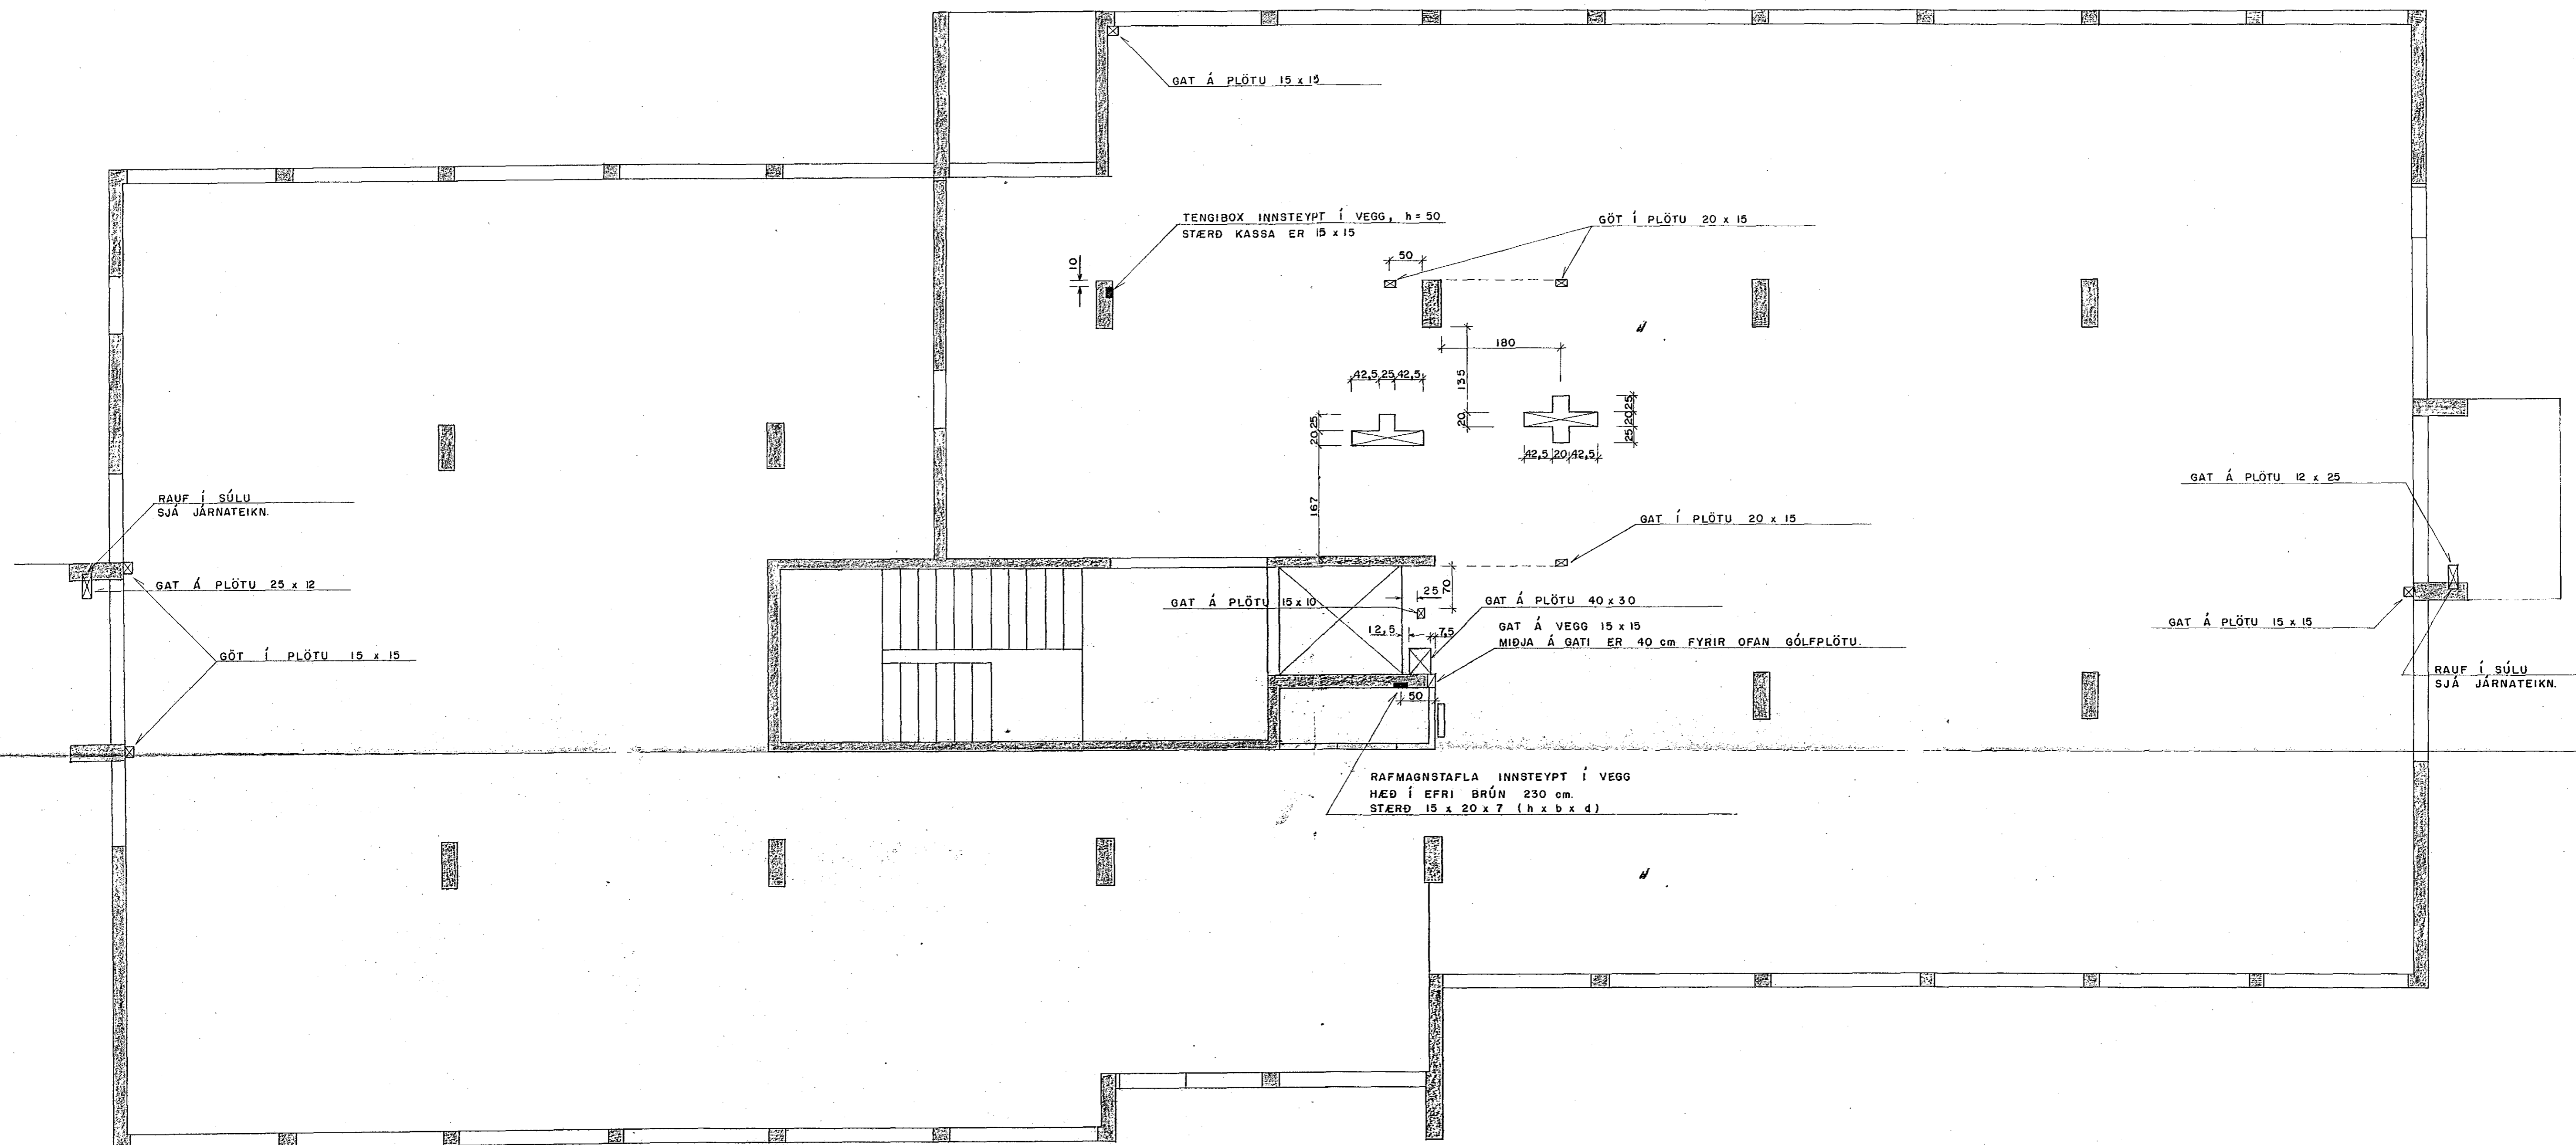 GAT Á PLÖTU 15 x 15
TENGIBOX INNSTEYPT Í VEGG, h = 50
STÆRÐ KASSA ER 15 x 15
GÖT Í PLÖTU 20 x 15
10
50
180
135
20
42,5 25 42,5
20 25
167
25 20 25
42,5 20 42,5
RAUF Í SÚLU
SJÁ JÁRNATEIKN.
GAT Á PLÖTU 12 x 25
GAT Í PLÖTU 20 x 15
GAT Á PLÖTU 25 x 12
GAT Á PLÖTU 15 x 10
25
70
GAT Á PLÖTU 40 x 30
12,5
7,5
GAT Á VEGG 15 x 15
MIÐJA Á GATI ER 40 cm FYRIR OFAN GÓLFPLÖTU.
GAT Á PLÖTU 15 x 15
GÖT Í PLÖTU 15 x 15
RAUF Í SÚLU
SJÁ JÁRNATEIKN.
50
RAFMAGNSTAFLA INNSTEYPT Í VEGG
HÆÐ Í EFRI BRÚN 230 cm.
STÆRÐ 15 x 20 x 7 (h x b x d)